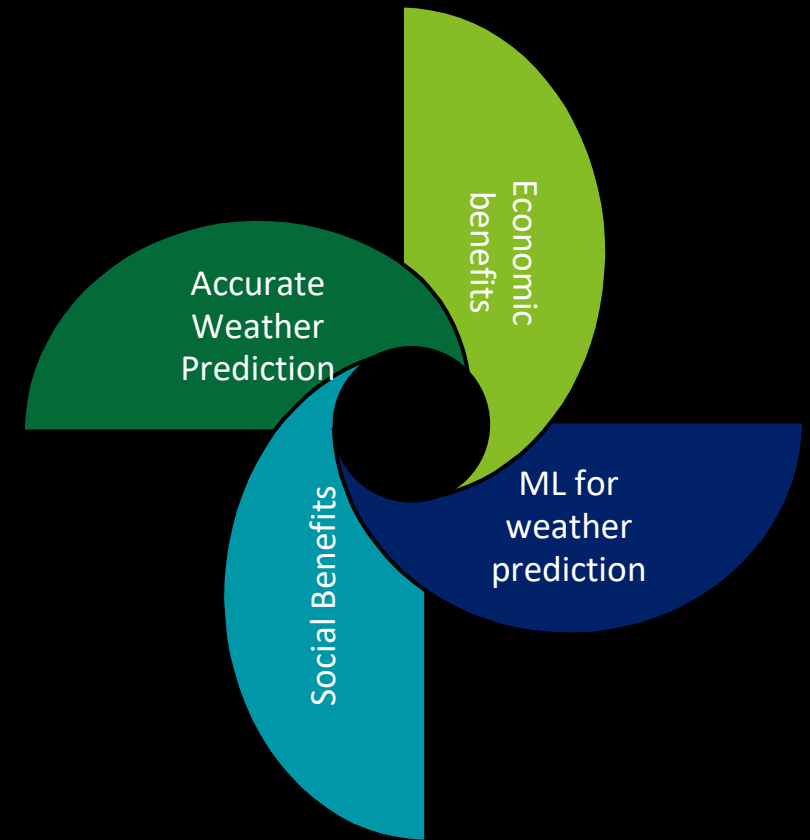 Economic
benefits
Accurate
Weather
Prediction
ML for
weather
prediction
Social Benefits